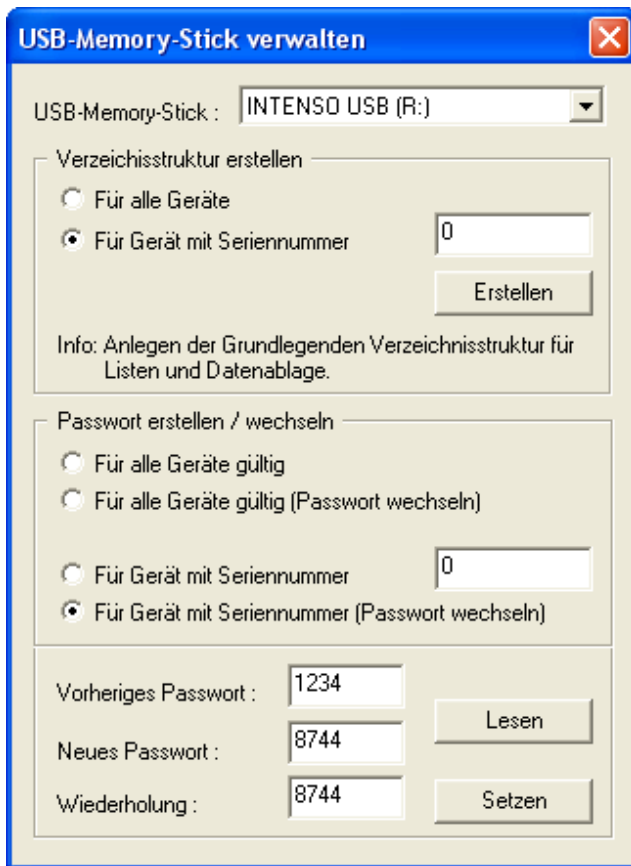 USB-Memory-Stick verwalten
USB-Memory-Stick : INTENSO USB (R:)
Verzeichisstruktur erstellen
Für alle Geräte
Für Gerät mit Seriennummer 0
Erstellen
Info: Anlegen der Grundlegenden Verzeichnisstruktur für
Listen und Datenablage.
Passwort erstellen / wechseln
Für alle Geräte gültig
Für alle Geräte gültig (Passwort wechseln)
Für Gerät mit Seriennummer 0
Für Gerät mit Seriennummer (Passwort wechseln)
Vorheriges Passwort : 1234
Lesen
Neues Passwort : 8744
Wiederholung : 8744 Setzen